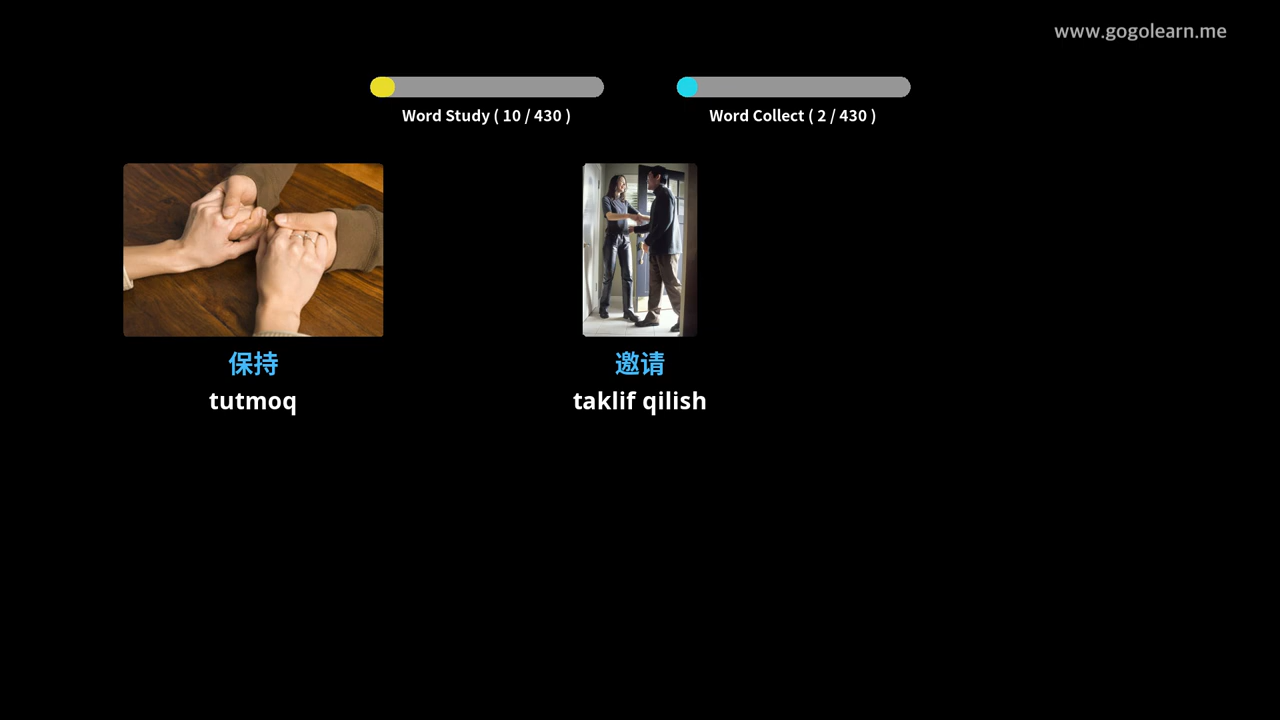 www.gogolearn.me
Word Study ( 10 / 430 )
Word Collect ( 2 / 430 )
保持
tutmoq
邀请
taklif qilish